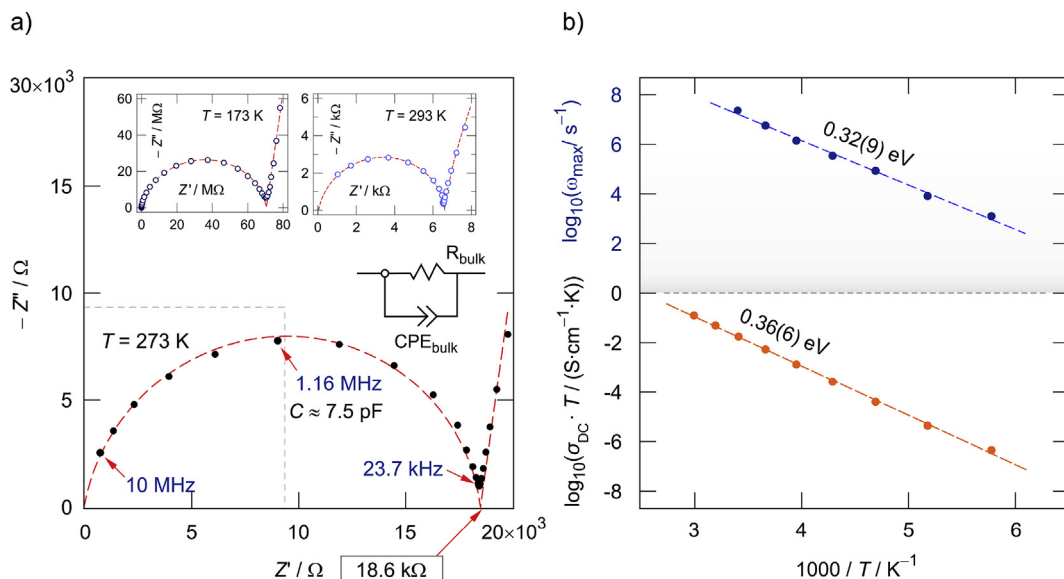 a)
30×10³
15
10
5
0
– Z" / Ω
0
5
10
15
20×10³
Z' / Ω
18.6 kΩ
60
40
20
0
– Z" / MΩ
T = 173 K
Z' / MΩ
0
20
40
60
80
6
4
2
0
– Z" / kΩ
T = 293 K
Z' / kΩ
0
2
4
6
8
R_bulk
CPE_bulk
T = 273 K
1.16 MHz
C ≈ 7.5 pF
10 MHz
23.7 kHz
b)
8
6
4
2
0
-2
-4
-6
-8
log₁₀(ω_max/ s⁻¹)
log₁₀(σ_DC · T / (S·cm⁻¹·K))
0.32(9) eV
0.36(6) eV
3
4
5
6
1000 / T / K⁻¹